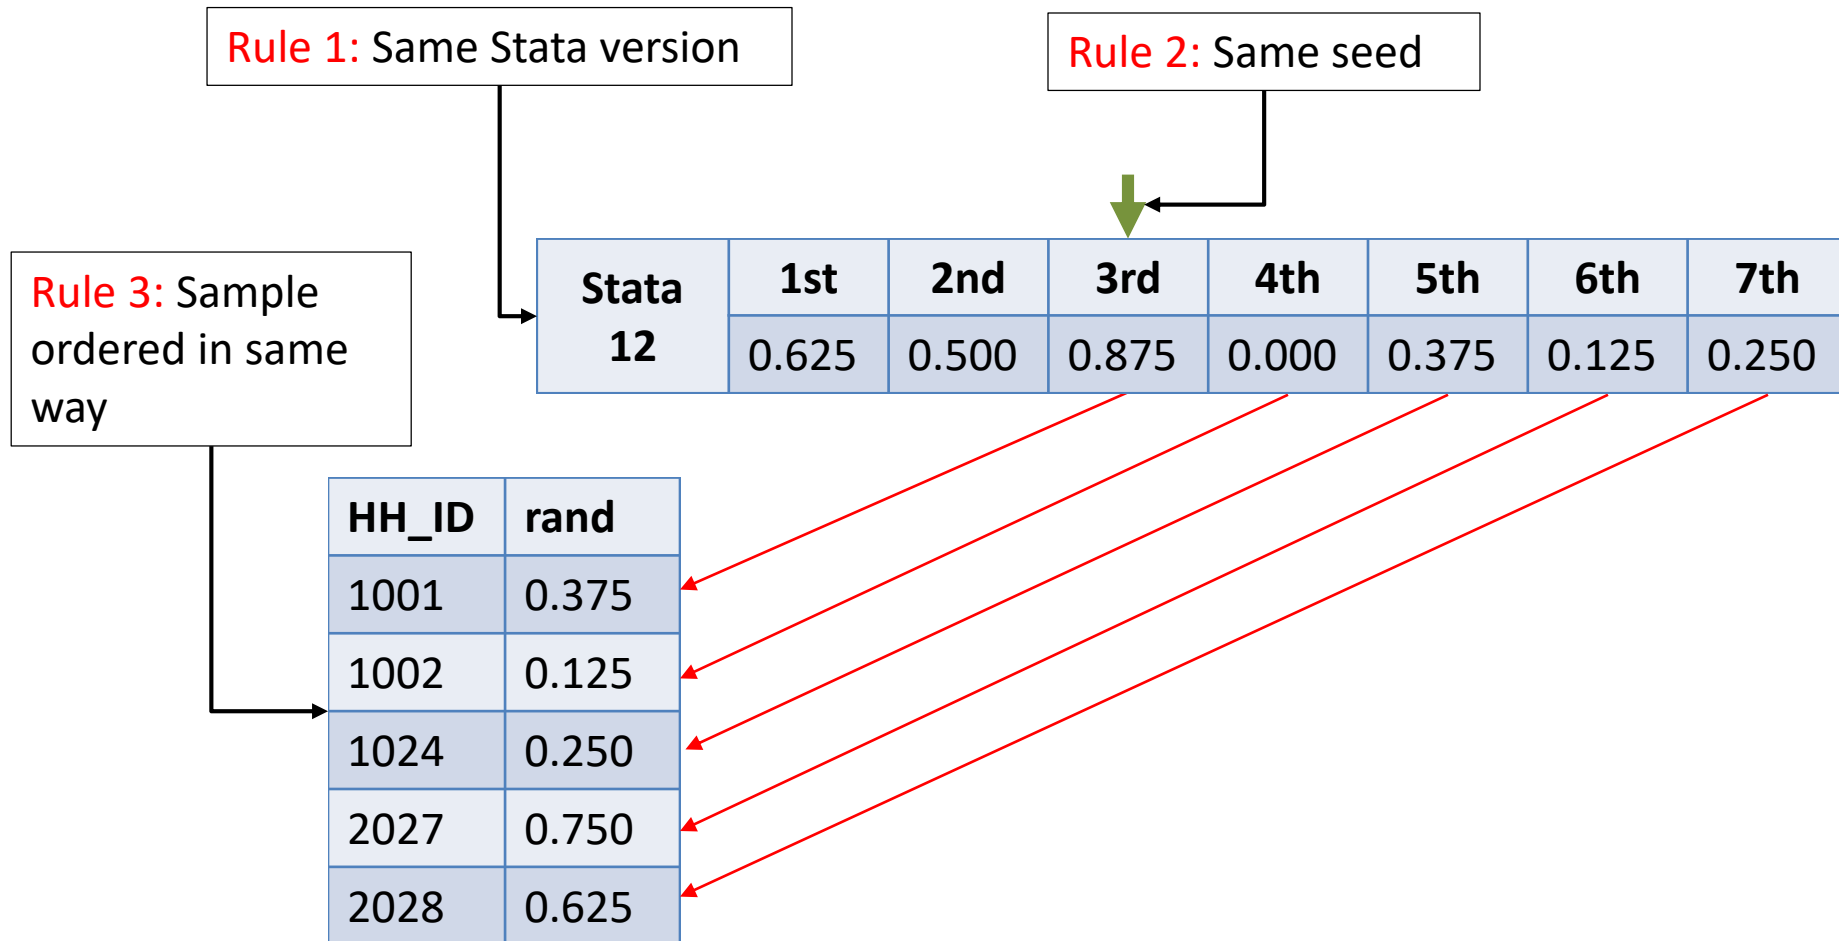 Rule 1: Same Stata version
Rule 2: Same seed
Rule 3: Sample
ordered in same
way
Stata
12
1st 2nd 3rd 4th 5th 6th 7th
0.625 0.500 0.875 0.000 0.375 0.125 0.250
HH_ID rand
1001 0.375
1002 0.125
1024 0.250
2027 0.750
2028 0.625